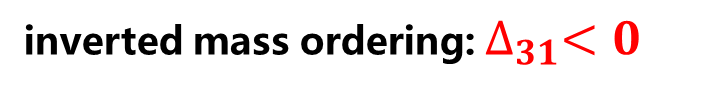 inverted mass ordering: Δ₃₁< 0